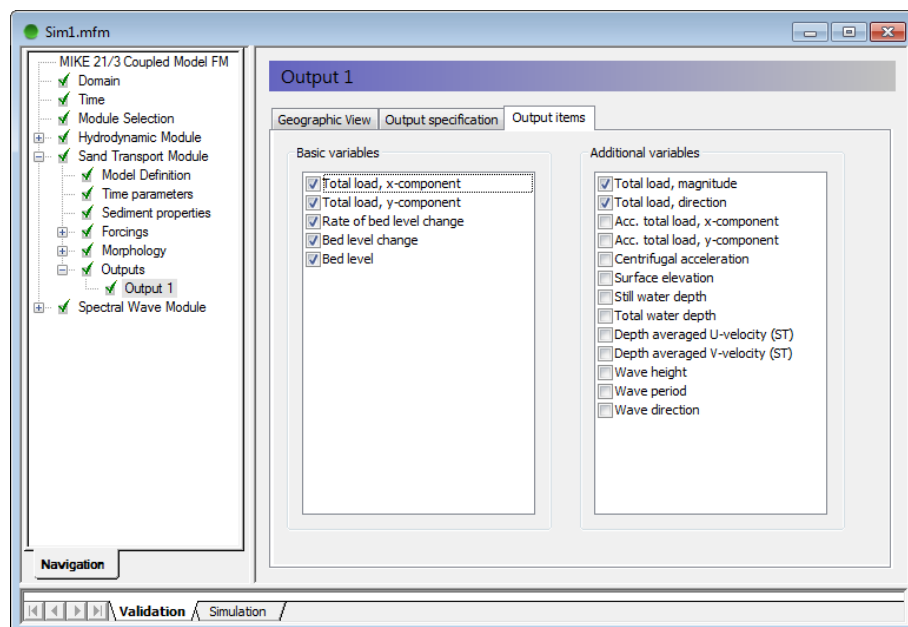 Sim1.mfm
MIKE 21/3 Coupled Model FM
Domain
Time
Module Selection
Hydrodynamic Module
Sand Transport Module
Model Definition
Time parameters
Sediment properties
Forcings
Morphology
Outputs
Output 1
Spectral Wave Module
Navigation
Output 1
Geographic View
Output specification
Output items
Basic variables
Total load, x-component
Total load, y-component
Rate of bed level change
Bed level change
Bed level
Additional variables
Total load, magnitude
Total load, direction
Acc. total load, x-component
Acc. total load, y-component
Centrifugal acceleration
Surface elevation
Still water depth
Total water depth
Depth averaged U-velocity (ST)
Depth averaged V-velocity (ST)
Wave height
Wave period
Wave direction
Validation
Simulation